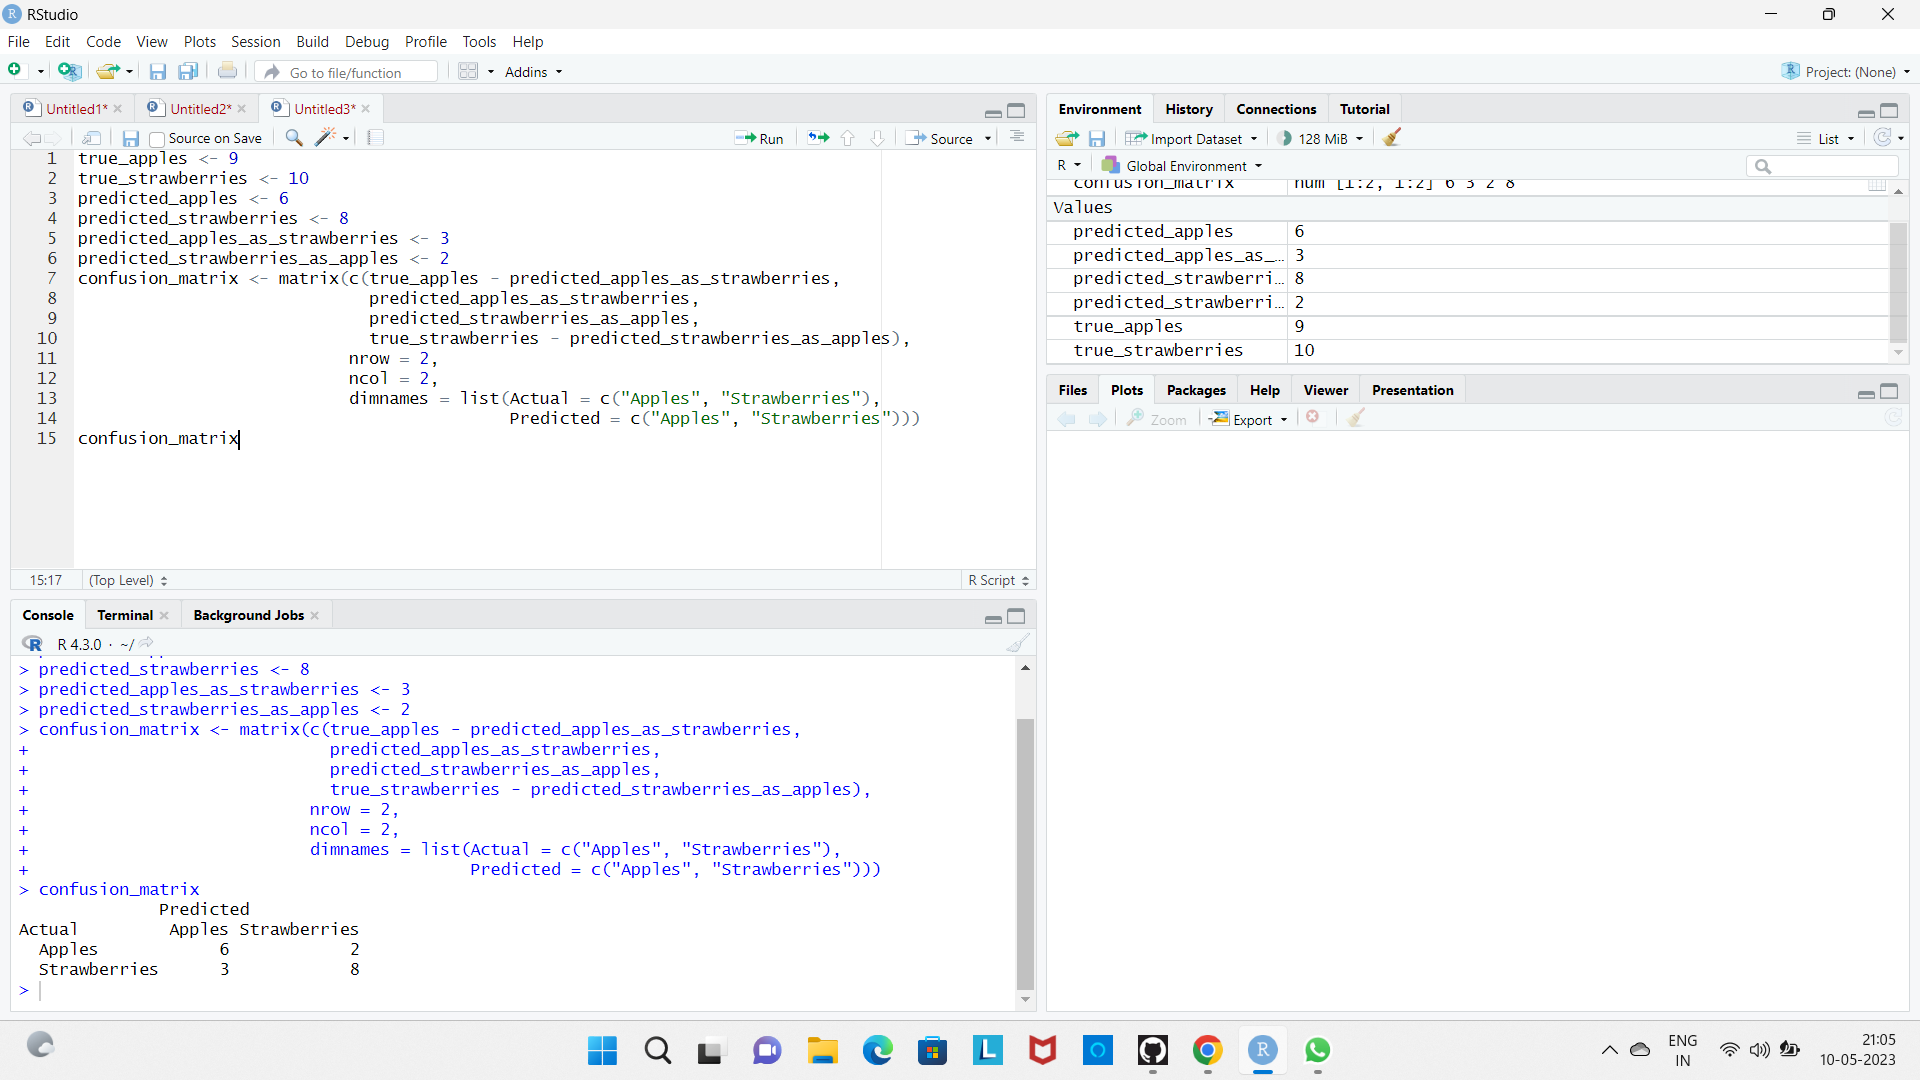 RStudio
File Edit Code View Plots Session Build Debug Profile Tools Help
Go to file/function Addins Project: (None)
Untitled1* Untitled2* Untitled3*
Source on Save Run Source
1 true_apples <- 9
2 true_strawberries <- 10
3 predicted_apples <- 6
4 predicted_strawberries <- 8
5 predicted_apples_as_strawberries <- 3
6 predicted_strawberries_as_apples <- 2
7 confusion_matrix <- matrix(c(true_apples - predicted_apples_as_strawberries,
8 predicted_apples_as_strawberries,
9 predicted_strawberries_as_apples,
10 true_strawberries - predicted_strawberries_as_apples),
11 nrow = 2,
12 ncol = 2,
13 dimnames = list(Actual = c("Apples", "Strawberries"),
14 Predicted = c("Apples", "Strawberries")))
15 confusion_matrix
15:17 (Top Level) R Script
Console Terminal Background Jobs
R 4.3.0 · ~/
> predicted_strawberries <- 8
> predicted_apples_as_strawberries <- 3
> predicted_strawberries_as_apples <- 2
> confusion_matrix <- matrix(c(true_apples - predicted_apples_as_strawberries,
+ predicted_apples_as_strawberries,
+ predicted_strawberries_as_apples,
+ true_strawberries - predicted_strawberries_as_apples),
+ nrow = 2,
+ ncol = 2,
+ dimnames = list(Actual = c("Apples", "Strawberries"),
+ Predicted = c("Apples", "Strawberries")))
> confusion_matrix
Predicted
Actual Apples Strawberries
Apples 6 2
Strawberries 3 8
>
Environment History Connections Tutorial
Import Dataset 128 MiB List
R Global Environment
confusion_matrix num [1:2, 1:2] 6 3 2 8
Values
predicted_apples 6
predicted_apples_as_… 3
predicted_strawberri… 8
predicted_strawberri… 2
true_apples 9
true_strawberries 10
Files Plots Packages Help Viewer Presentation
Zoom Export
ENG
IN
21:05
10-05-2023